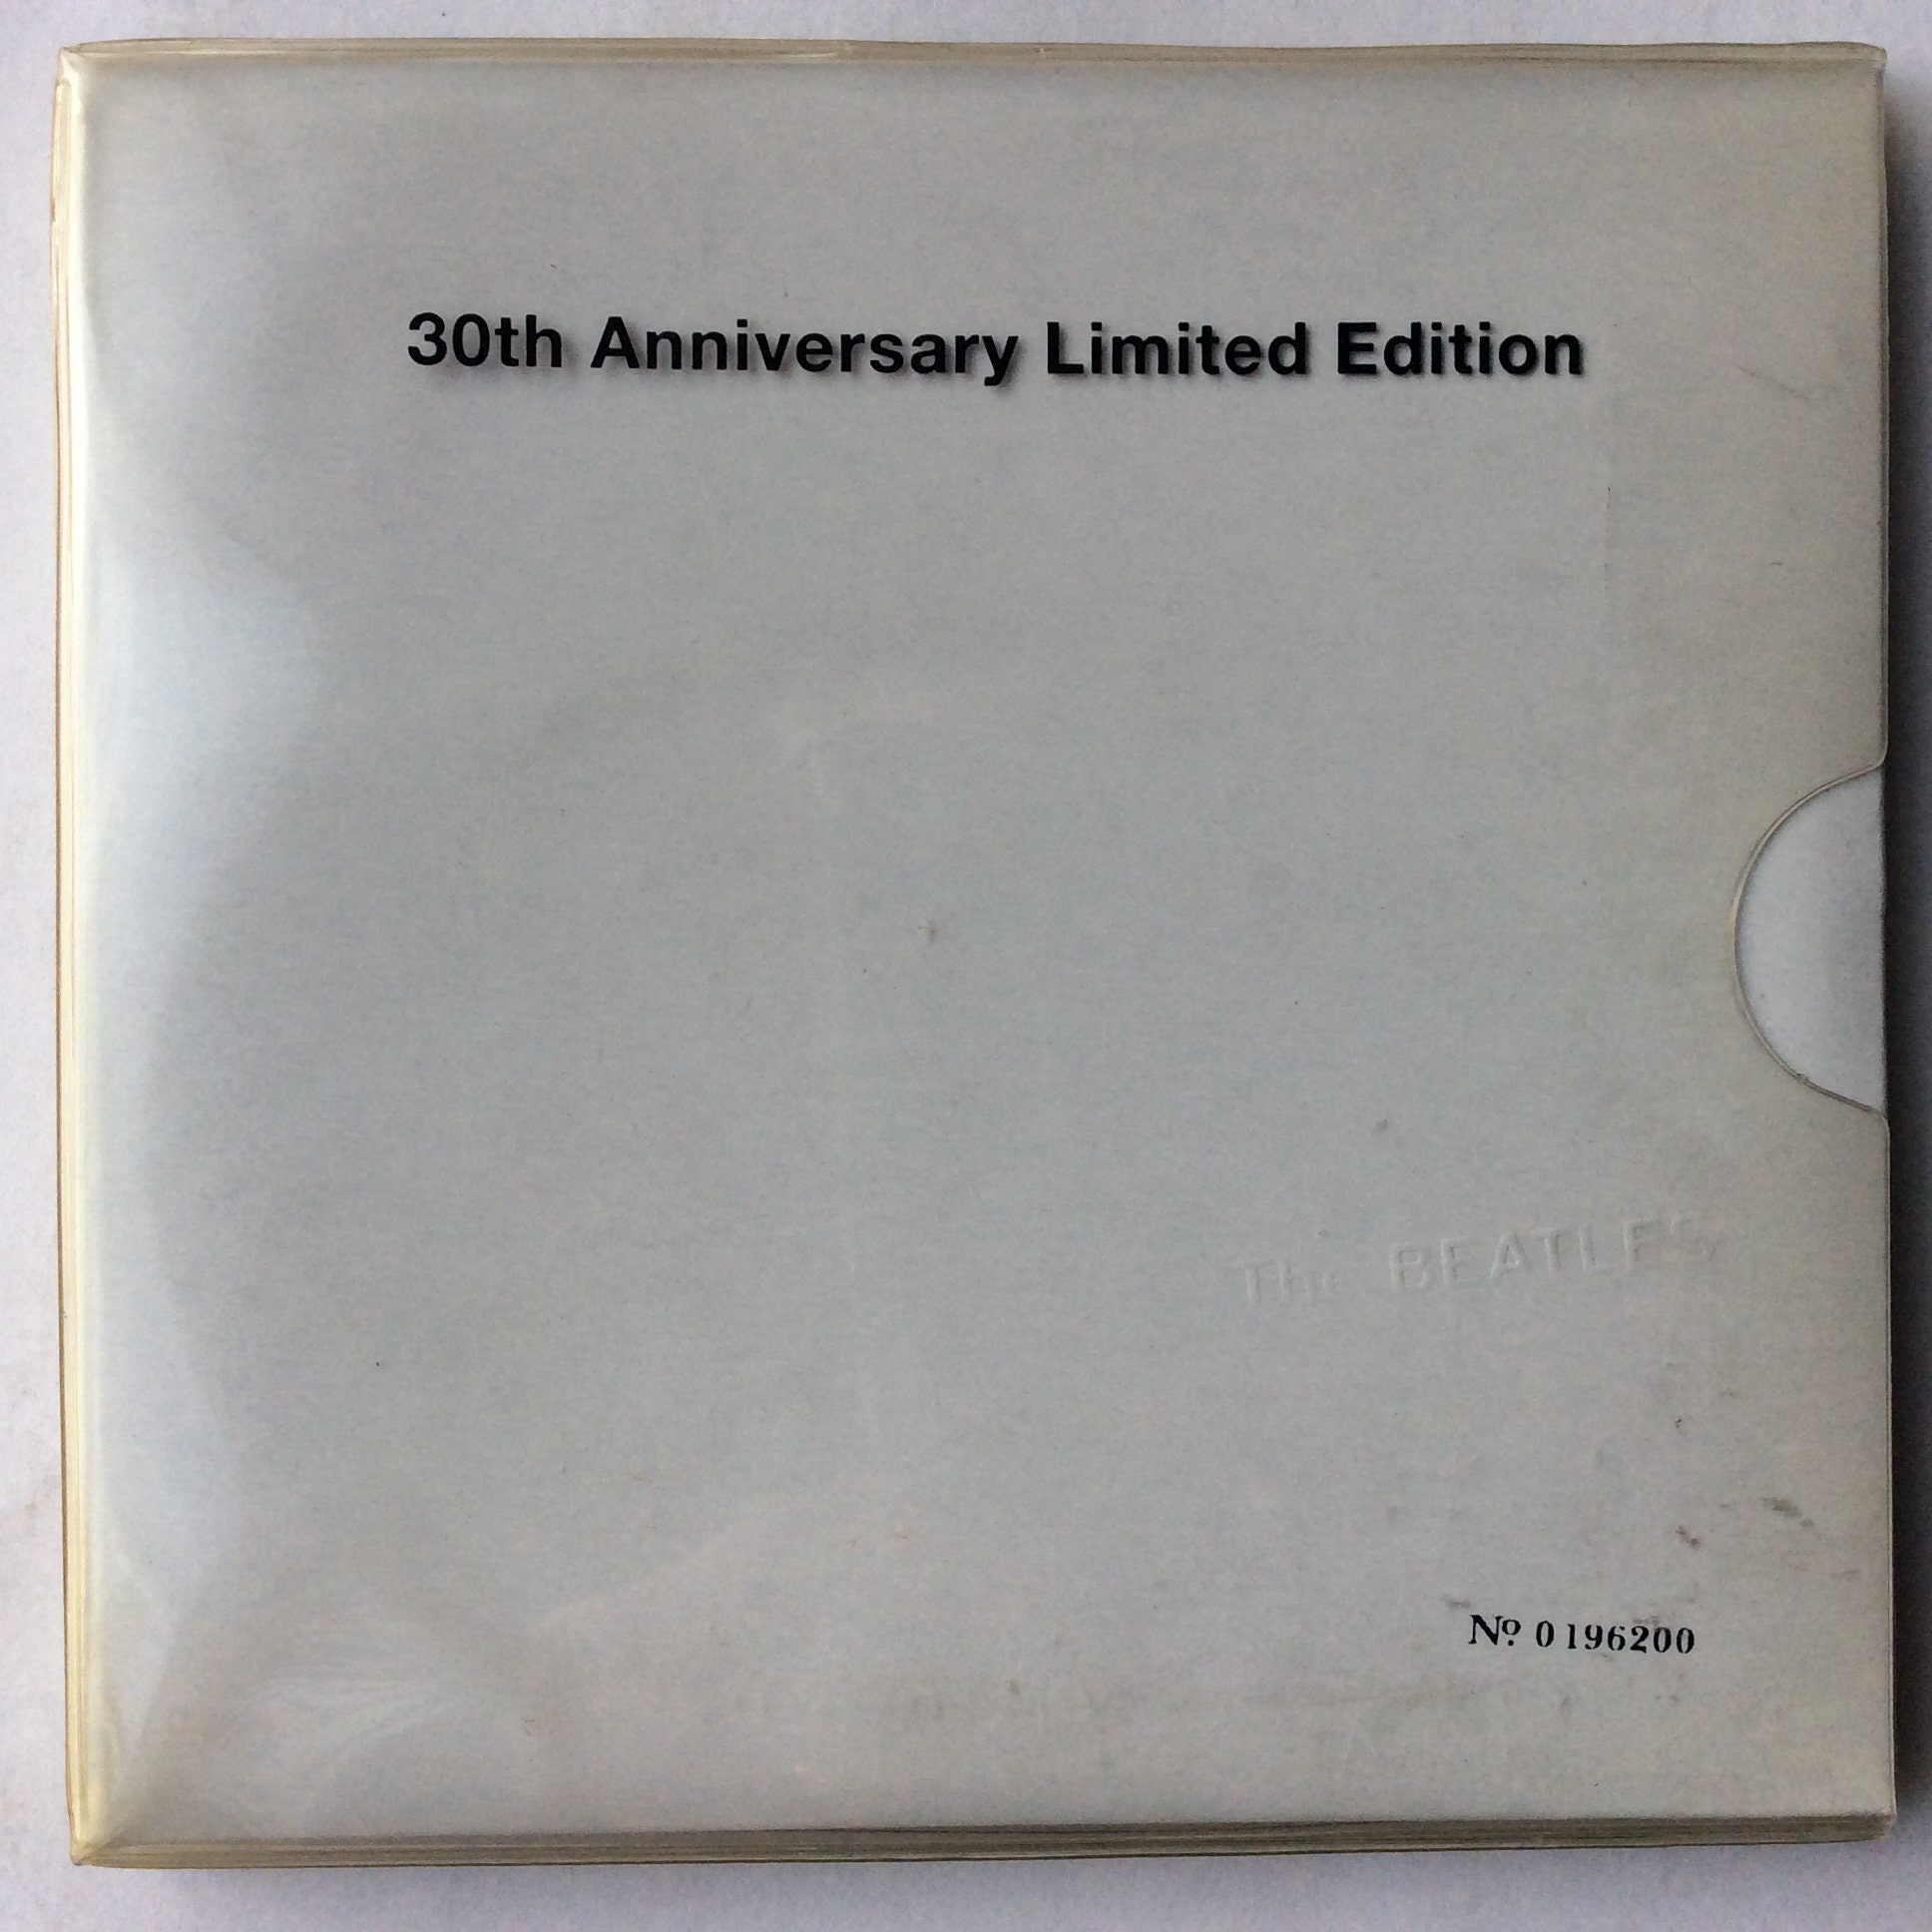 30th Anniversary Limited Edition
The BEATLES
Nº 0196200